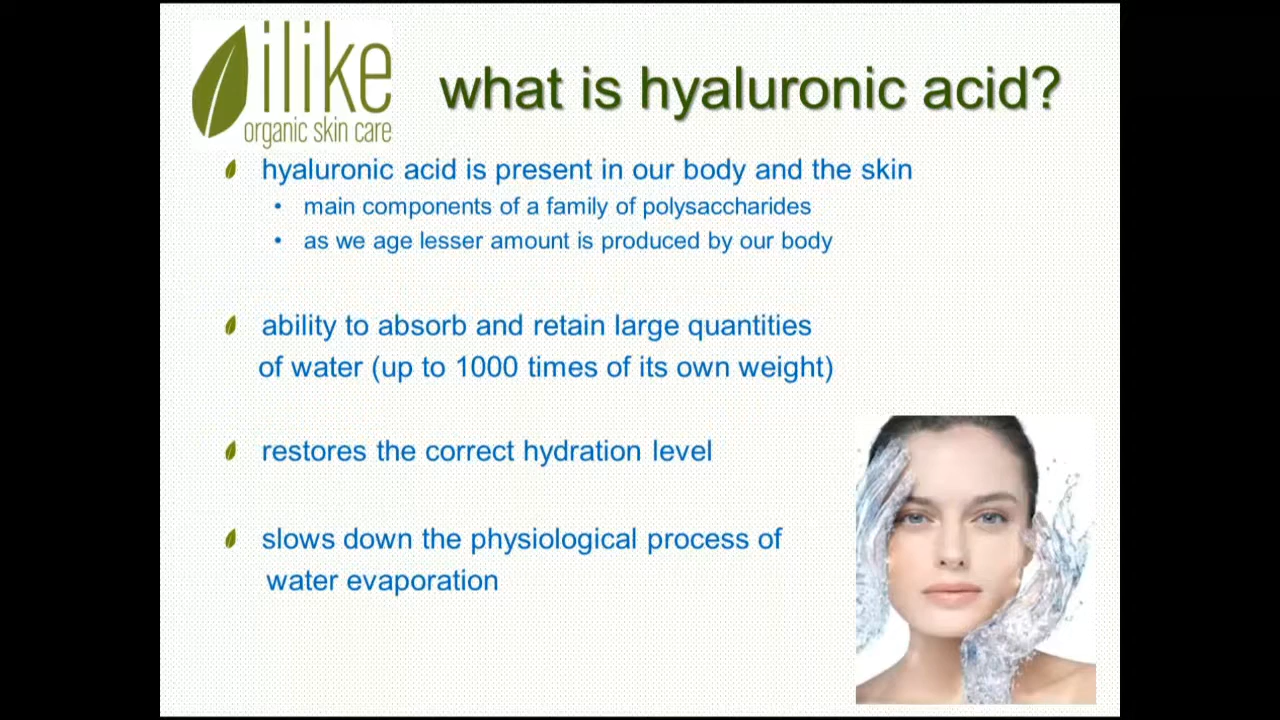 ilike
organic skin care
what is hyaluronic acid?
hyaluronic acid is present in our body and the skin
• main components of a family of polysaccharides
• as we age lesser amount is produced by our body
ability to absorb and retain large quantities
of water (up to 1000 times of its own weight)
restores the correct hydration level
slows down the physiological process of
water evaporation